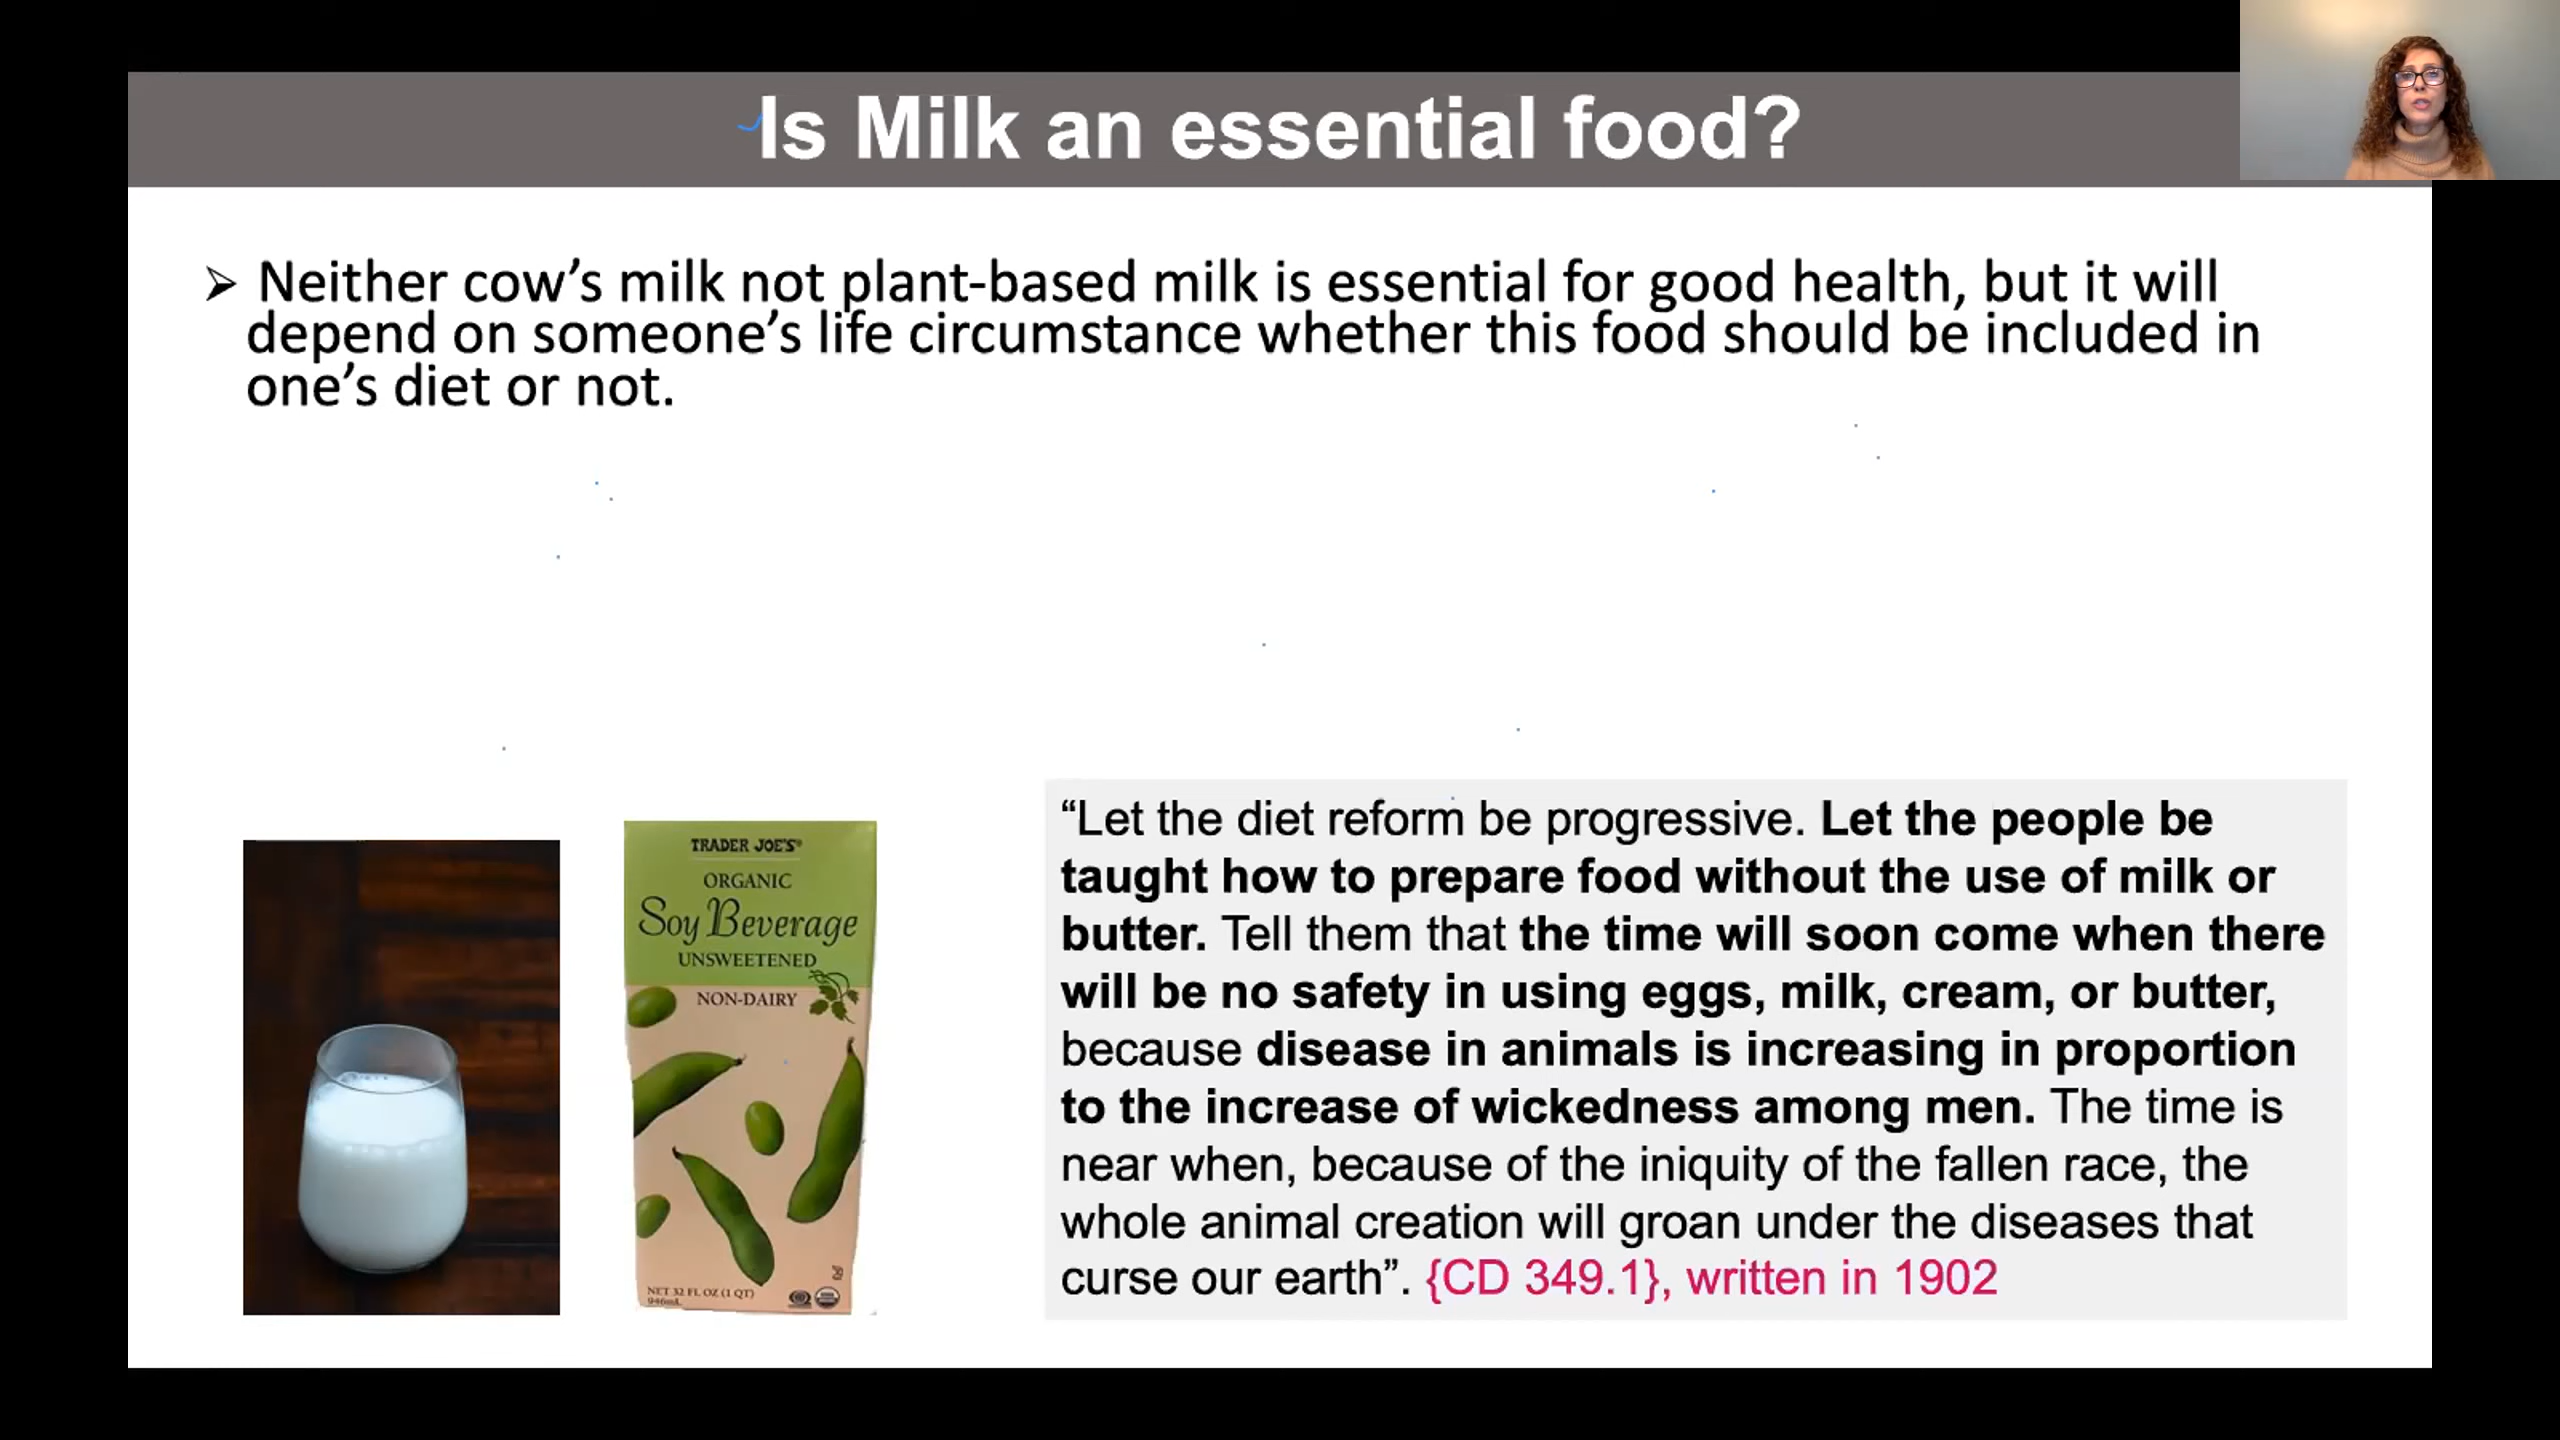 Is Milk an essential food?
➢ Neither cow’s milk not plant-based milk is essential for good health, but it will
depend on someone’s life circumstance whether this food should be included in
one’s diet or not.
TRADER JOE'S®
ORGANIC
Soy Beverage
UNSWEETENED
NON-DAIRY
NET 32 FL OZ (1 QT)
946mL
“Let the diet reform be progressive. Let the people be
taught how to prepare food without the use of milk or
butter. Tell them that the time will soon come when there
will be no safety in using eggs, milk, cream, or butter,
because disease in animals is increasing in proportion
to the increase of wickedness among men. The time is
near when, because of the iniquity of the fallen race, the
whole animal creation will groan under the diseases that
curse our earth”. {CD 349.1}, written in 1902